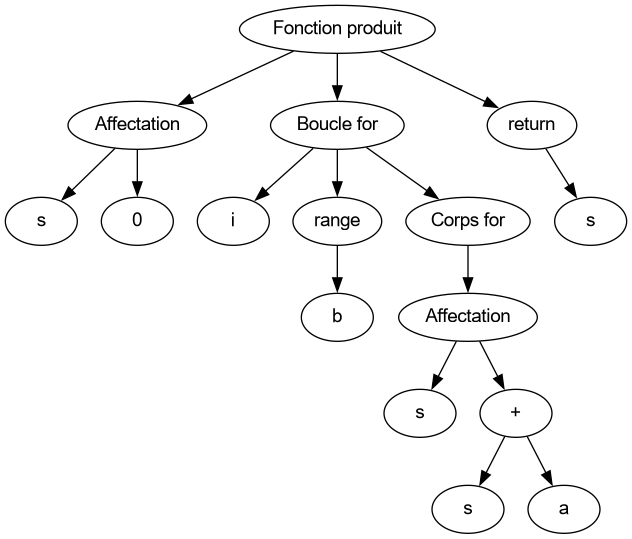 Fonction produit
Affectation
Boucle for
return
s
0
i
range
Corps for
s
b
Affectation
s
+
s
a